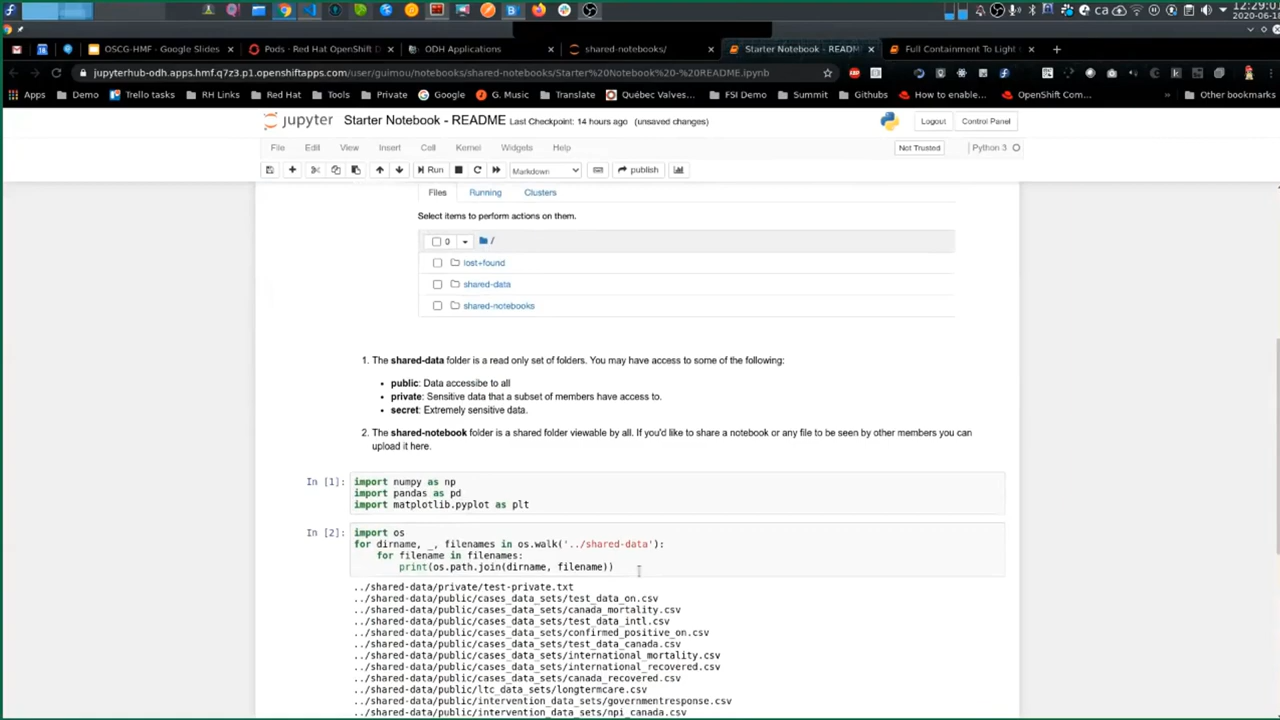 12:29:0
2020-06-1
ca
OSCG-HMF - Google Slides
Pods · Red Hat OpenShift D
ODH Applications
shared-notebooks/
Starter Notebook - READM
Full Containment To Light
jupyterhub-odh.apps.hmf.q7z3.p1.openshiftapps.com/user/guimou/notebooks/shared-notebooks/Starter%20Notebook%20-%20README.ipynb
Apps
Demo
Trello tasks
RH Links
Red Hat
Tools
Private
Google
G. Music
Translate
Québec Valves...
FSI Demo
Summit
Githubs
How to enable...
OpenShift Com...
Other bookmarks
jupyter Starter Notebook - README Last Checkpoint: 14 hours ago (unsaved changes)
Logout
Control Panel
File Edit View Insert Cell Kernel Widgets Help
Not Trusted
Python 3
Run
Markdown
publish
Files Running Clusters
Select items to perform actions on them.
0 /
lost+found
shared-data
shared-notebooks
1. The shared-data folder is a read only set of folders. You may have access to some of the following:
• public: Data accessibe to all
• private: Sensitive data that a subset of members have access to.
• secret: Extremely sensitive data.
2. The shared-notebook folder is a shared folder viewable by all. If you'd like to share a notebook or any file to be seen by other members you can
upload it here.
In [1]: import numpy as np
import pandas as pd
import matplotlib.pyplot as plt
In [2]: import os
for dirname, _, filenames in os.walk('../shared-data'):
for filename in filenames:
print(os.path.join(dirname, filename))
../shared-data/private/test-private.txt
../shared-data/public/cases_data_sets/test_data_on.csv
../shared-data/public/cases_data_sets/canada_mortality.csv
../shared-data/public/cases_data_sets/test_data_intl.csv
../shared-data/public/cases_data_sets/confirmed_positive_on.csv
../shared-data/public/cases_data_sets/test_data_canada.csv
../shared-data/public/cases_data_sets/international_mortality.csv
../shared-data/public/cases_data_sets/international_recovered.csv
../shared-data/public/cases_data_sets/canada_recovered.csv
../shared-data/public/ltc_data_sets/longtermcare.csv
../shared-data/public/intervention_data_sets/governmentresponse.csv
../shared-data/public/intervention_data_sets/npi_canada.csv